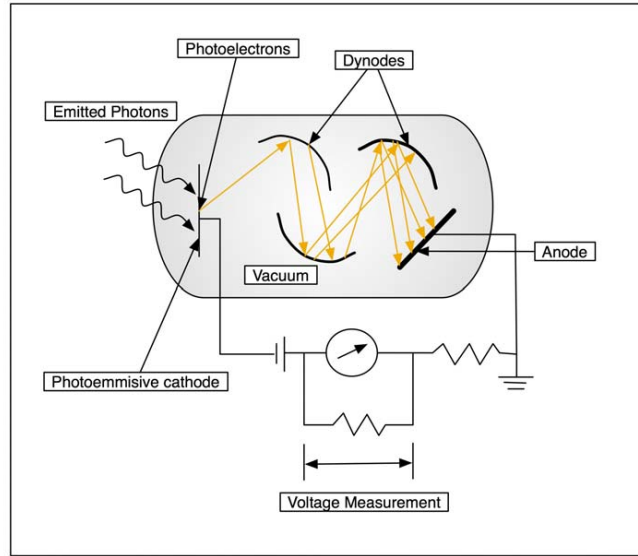 Photoelectrons
Dynodes
Emitted Photons
Vacuum
Anode
Photoemmisive cathode
Voltage Measurement